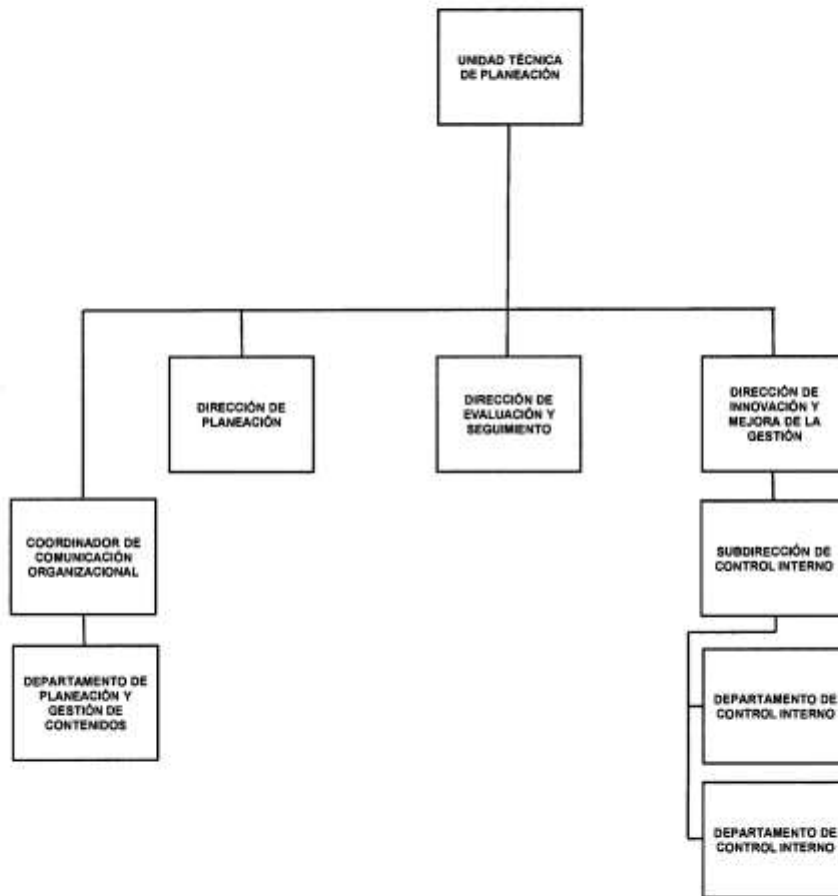 UNIDAD TÉCNICA
DE PLANEACIÓN
DIRECCIÓN DE
PLANEACIÓN
DIRECCIÓN DE
EVALUACIÓN Y
SEGUIMIENTO
DIRECCIÓN DE
INNOVACIÓN Y
MEJORA DE LA
GESTIÓN
COORDINADOR DE
COMUNICACIÓN
ORGANIZACIONAL
SUBDIRECCIÓN DE
CONTROL INTERNO
DEPARTAMENTO DE
PLANEACIÓN Y
GESTIÓN DE
CONTENIDOS
DEPARTAMENTO DE
CONTROL INTERNO
DEPARTAMENTO DE
CONTROL INTERNO